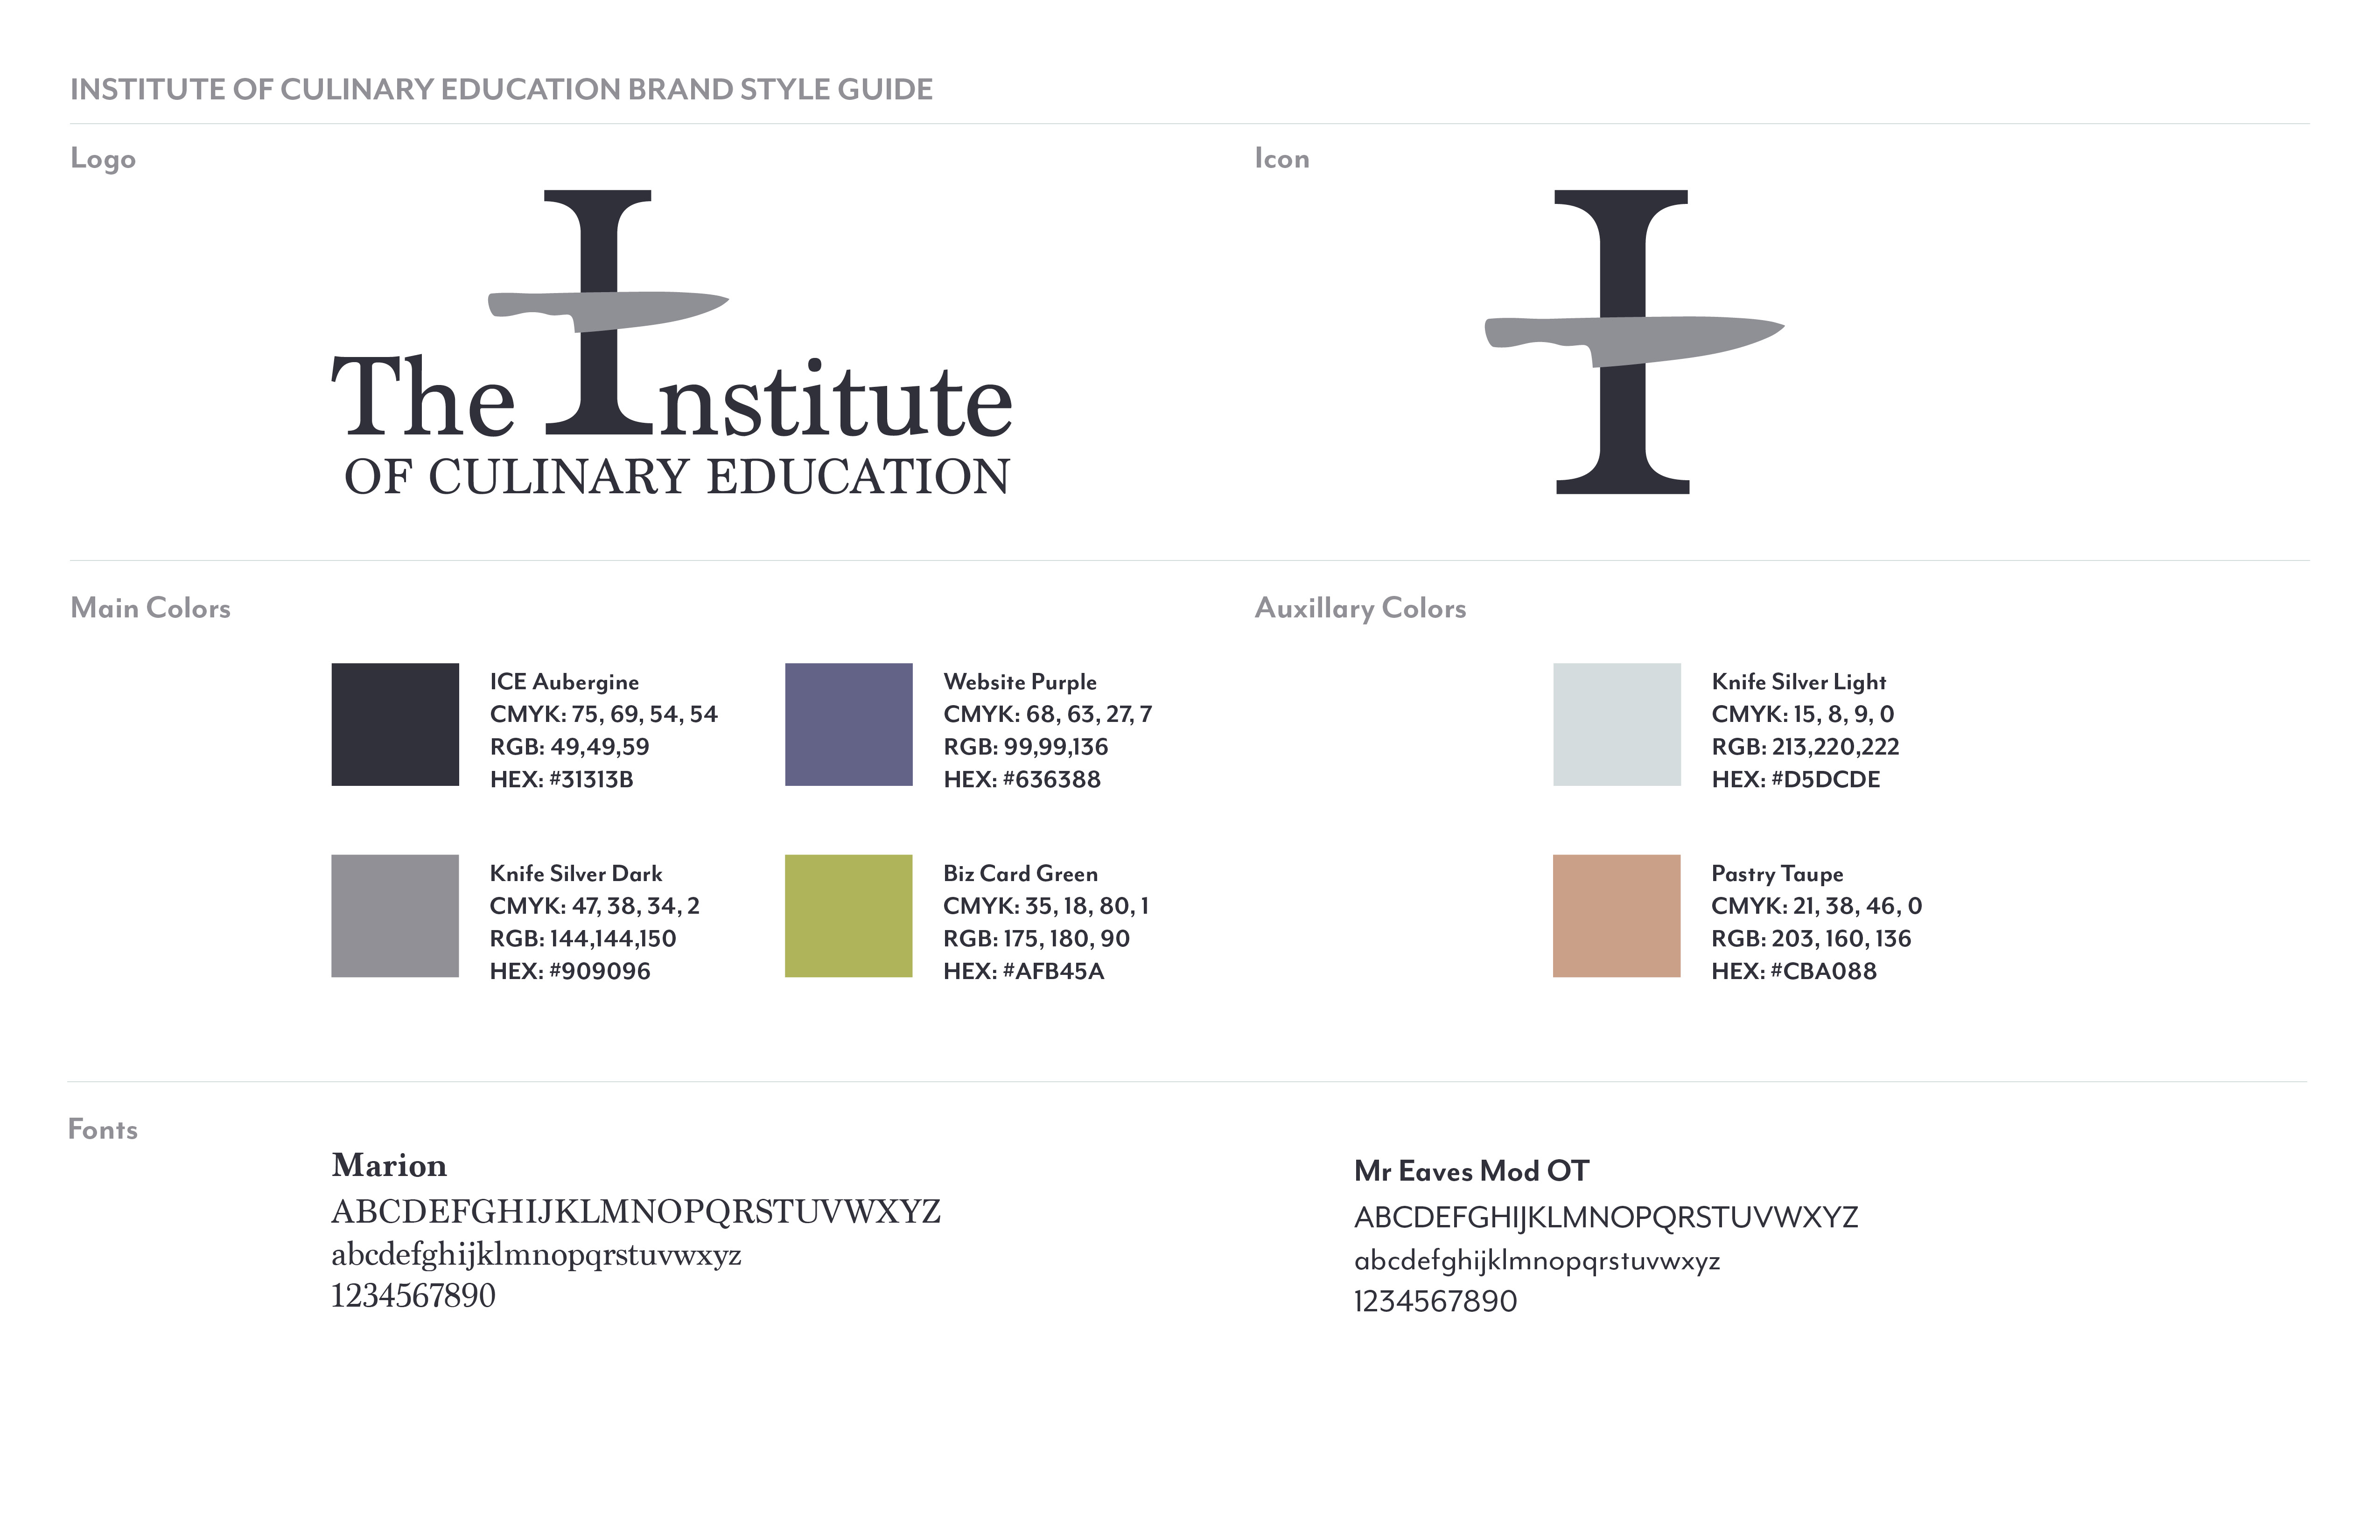 INSTITUTE OF CULINARY EDUCATION BRAND STYLE GUIDE
Logo
The Institute
OF CULINARY EDUCATION
Icon
I
Main Colors
ICE Aubergine
CMYK: 75, 69, 54, 54
RGB: 49,49,59
HEX: #31313B
Website Purple
CMYK: 68, 63, 27, 7
RGB: 99,99,136
HEX: #636388
Knife Silver Dark
CMYK: 47, 38, 34, 2
RGB: 144,144,150
HEX: #909096
Biz Card Green
CMYK: 35, 18, 80, 1
RGB: 175, 180, 90
HEX: #AFB45A
Auxillary Colors
Knife Silver Light
CMYK: 15, 8, 9, 0
RGB: 213,220,222
HEX: #D5DCDE
Pastry Taupe
CMYK: 21, 38, 46, 0
RGB: 203, 160, 136
HEX: #CBA088
Fonts
Marion
ABCDEFGHIJKLMNOPQRSTUVWXYZ
abcdefghijklmnopqrstuvwxyz
1234567890
Mr Eaves Mod OT
ABCDEFGHIJKLMNOPQRSTUVWXYZ
abcdefghijklmnopqrstuvwxyz
1234567890